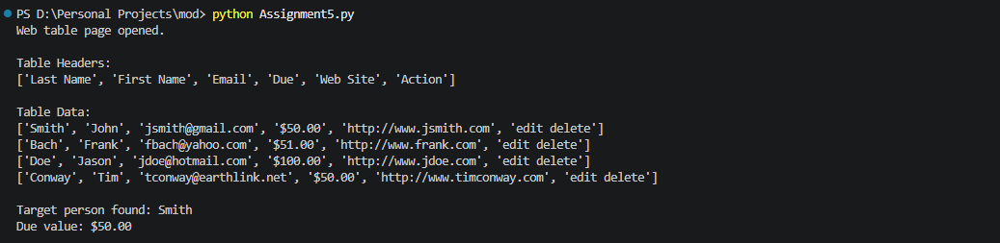 PS D:\Personal Projects\mod> python Assignment5.py
Web table page opened.
Table Headers:
['Last Name', 'First Name', 'Email', 'Due', 'Web Site', 'Action']
Table Data:
['Smith', 'John', 'jsmith@gmail.com', '$50.00', 'http://www.jsmith.com', 'edit delete']
['Bach', 'Frank', 'fbach@yahoo.com', '$51.00', 'http://www.frank.com', 'edit delete']
['Doe', 'Jason', 'jdoe@hotmail.com', '$100.00', 'http://www.jdoe.com', 'edit delete']
['Conway', 'Tim', 'tconway@earthlink.net', '$50.00', 'http://www.timconway.com', 'edit delete']
Target person found: Smith
Due value: $50.00